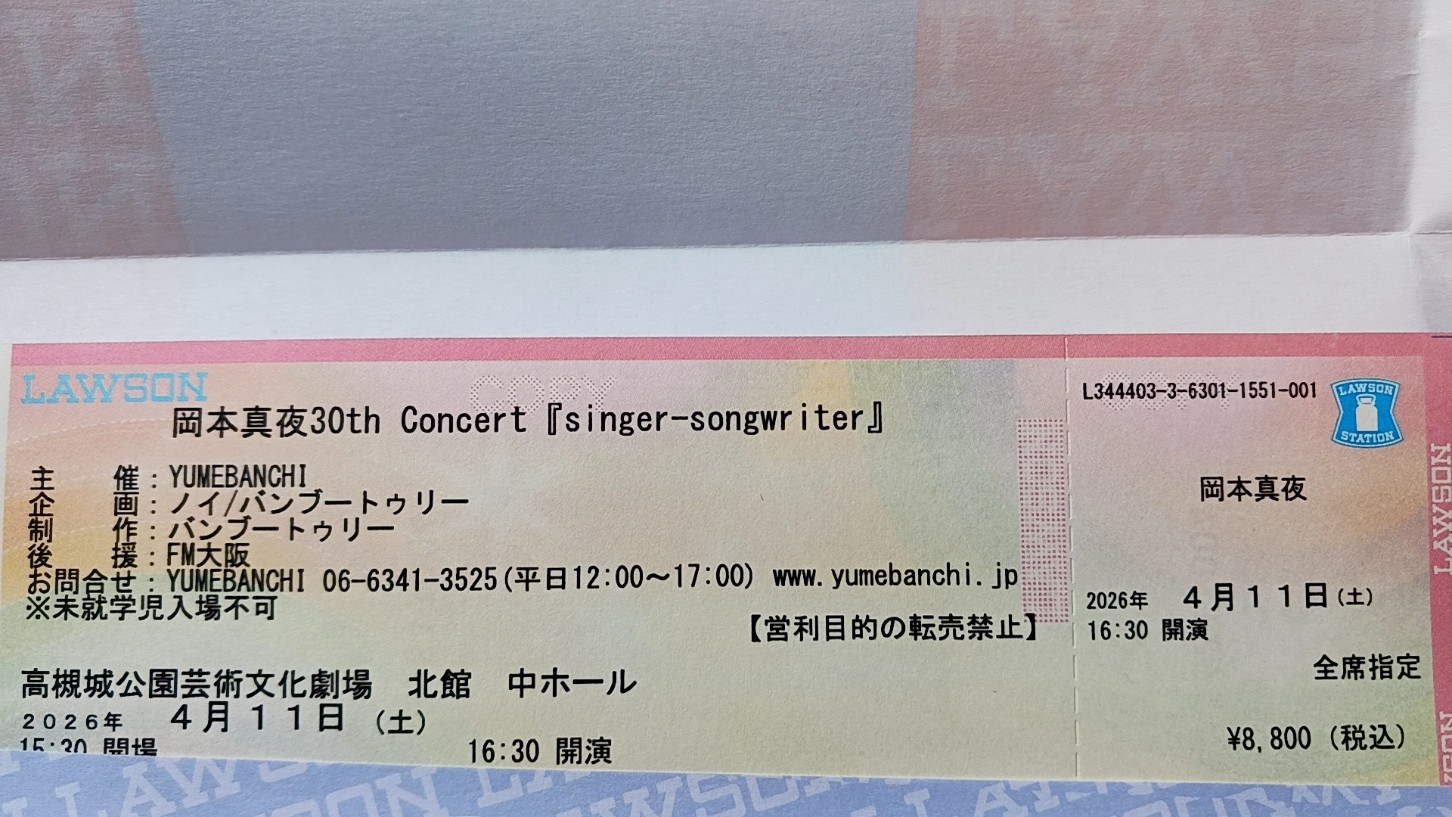 LAWSON
COPY
岡本真夜30th Concert『singer-songwriter』
主　　催：YUMEBANCHI
企　　画：ノイ/バンブートゥリー
制　　作：バンブートゥリー
後　　援：FM大阪
お問合せ：YUMEBANCHI 06-6341-3525(平日12:00～17:00) www.yumebanchi.jp
※未就学児入場不可
【営利目的の転売禁止】
高槻城公園芸術文化劇場　北館　中ホール
2026年　4月11日（土）
15:30 開場　16:30 開演
L344403-3-6301-1551-001
LAWSON
STATION
岡本真夜
2026年　4月11日(土)
16:30 開演
全席指定
¥8,800（税込）
LAWSON